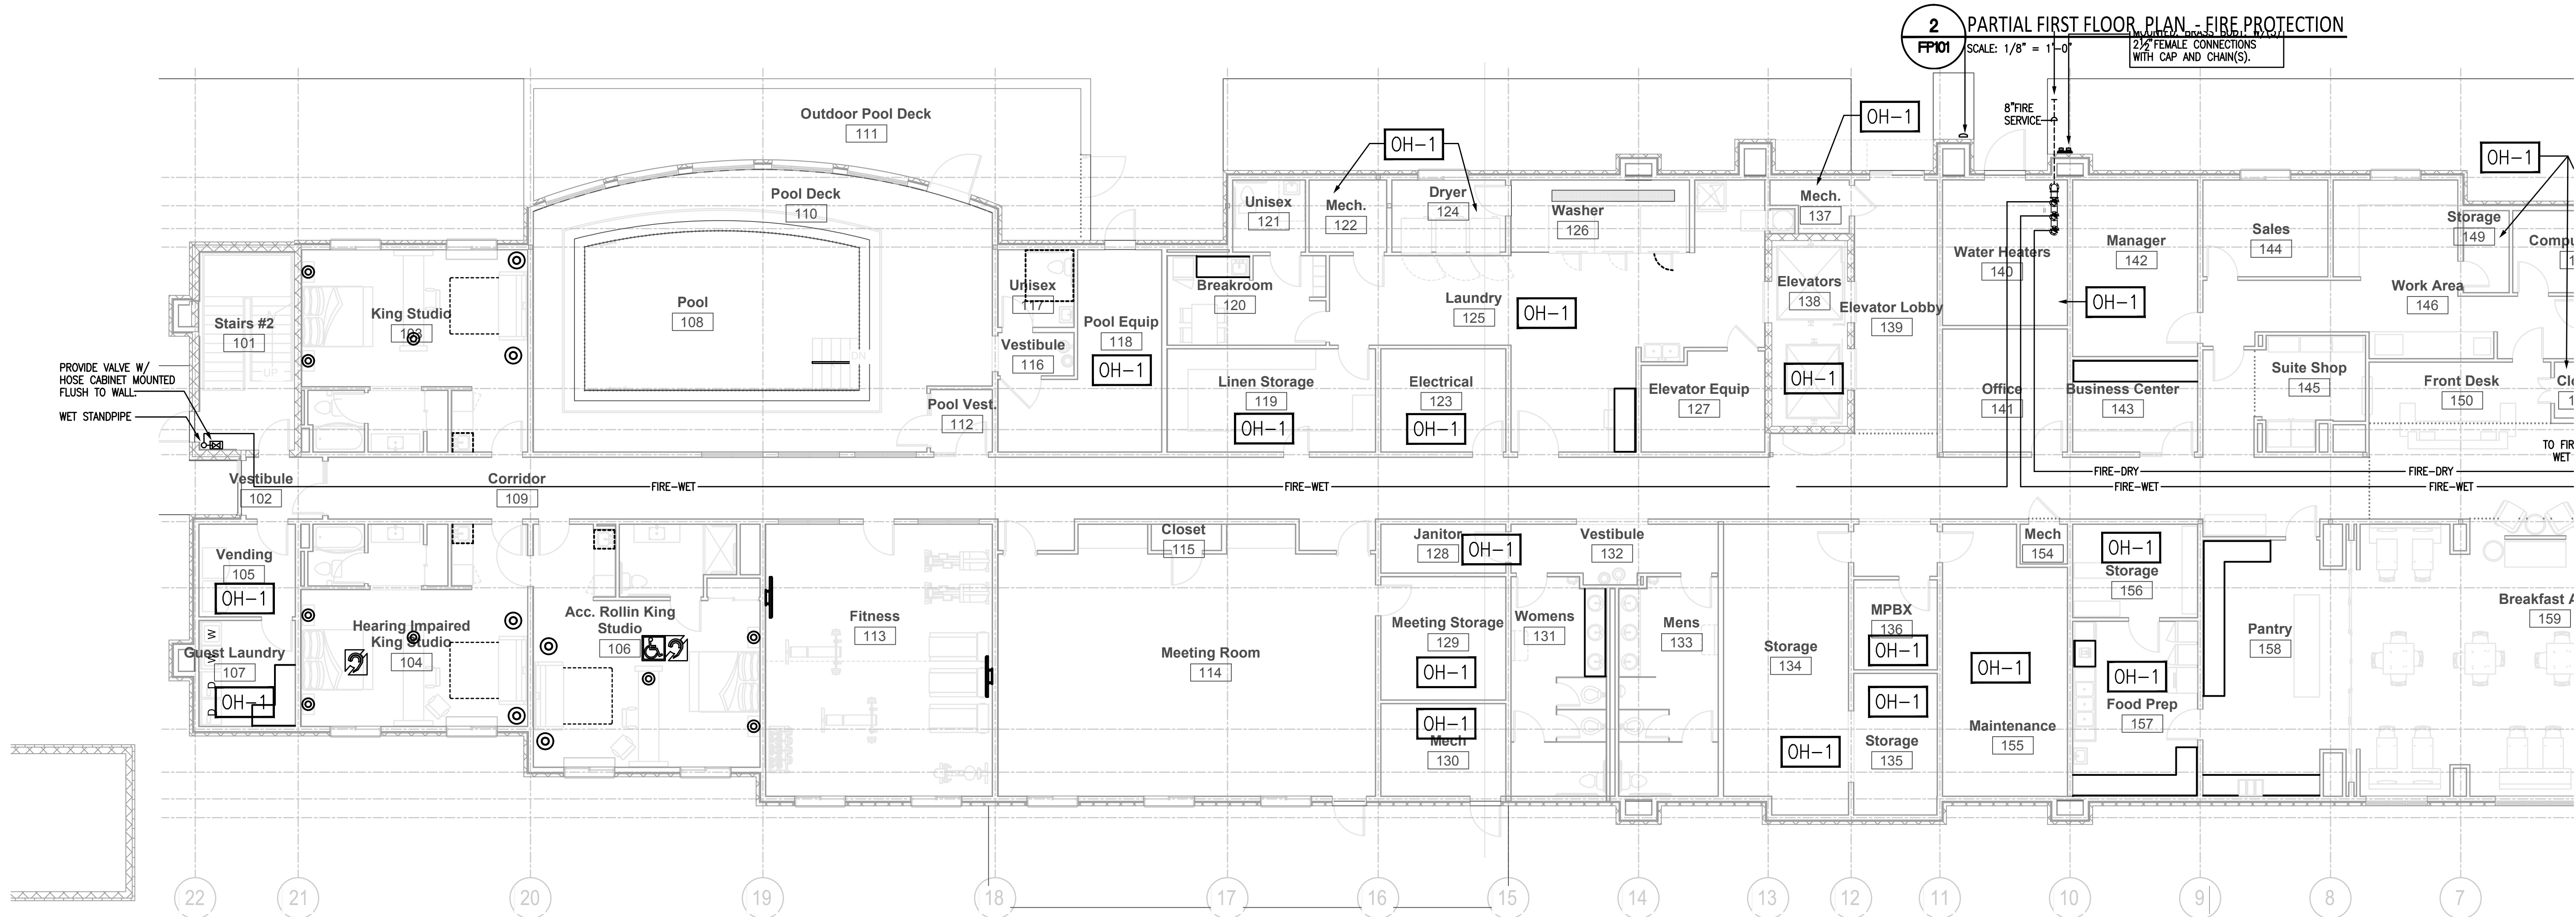 2
FP101
PARTIAL FIRST FLOOR PLAN - FIRE PROTECTION
SCALE: 1/8" = 1'-0"
MOUNTED, BRASS BODY, W/(3)
2½"FEMALE CONNECTIONS
WITH CAP AND CHAIN(S).
8"FIRE
SERVICE
Outdoor Pool Deck
111
Pool Deck
110
Pool
108
OH-1
OH-1
OH-1
Unisex
121
Mech.
122
Dryer
124
Washer
126
Mech.
137
Storage
149
Sales
144
Manager
142
Water Heaters
140
Stairs #2
101
UP
King Studio
103
DN
Unisex
117
Vestibule
116
Pool Equip
118
OH-1
Breakroom
120
Laundry
125
OH-1
Elevators
138
Elevator Lobby
139
OH-1
Work Area
146
PROVIDE VALVE W/
HOSE CABINET MOUNTED
FLUSH TO WALL.
WET STANDPIPE
Pool Vest.
112
Linen Storage
119
OH-1
Electrical
123
OH-1
Elevator Equip
127
OH-1
Office
141
Business Center
143
Suite Shop
145
Front Desk
150
TO FIR
WET
Vestibule
102
Corridor
109
FIRE-WET
FIRE-WET
FIRE-DRY
FIRE-DRY
FIRE-WET
FIRE-WET
Vending
105
OH-1
Guest Laundry
107
OH-1
W
W
D
D
Hearing Impaired
King Studio
104
Acc. Rollin King
Studio
106
Fitness
113
Closet
115
Meeting Room
114
Janitor
128
OH-1
Meeting Storage
129
OH-1
OH-1
Mech
130
Vestibule
132
Womens
131
Mens
133
Storage
134
OH-1
MPBX
136
OH-1
OH-1
Storage
135
Mech
154
OH-1
Maintenance
155
OH-1
Storage
156
OH-1
Food Prep
157
Pantry
158
Breakfast A
159
22
21
20
19
18
17
16
15
14
13
12
11
10
9
8
7